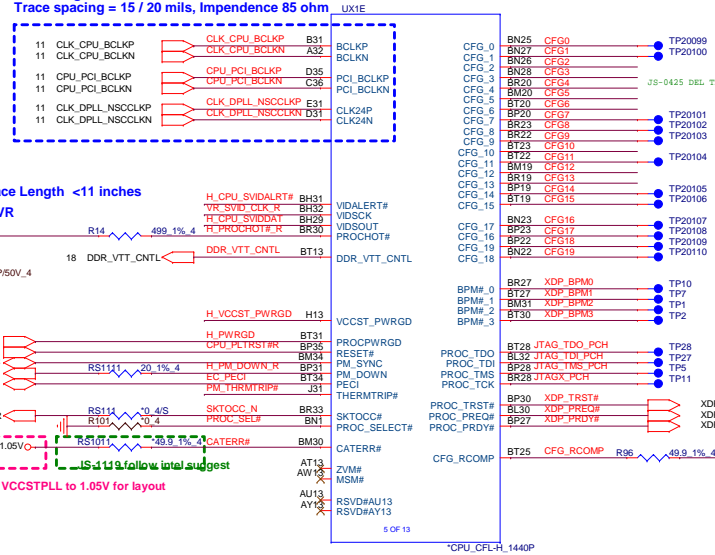 Trace spacing = 15 / 20 mils, Impendence 85 ohm
UX1E
11 CLK_CPU_BCLKP CLK_CPU_BCLKP B31 BCLKP
11 CLK_CPU_BCLKN CLK_CPU_BCLKN A32 BCLKN
11 CPU_PCI_BCLKP CPU_PCI_BCLKP D35 PCI_BCLKP
11 CPU_PCI_BCLKN CPU_PCI_BCLKN C36 PCI_BCLKN
11 CLK_DPLL_NSCCLKP CLK_DPLL_NSCCLKP E31 CLK24P
11 CLK_DPLL_NSCCLKN CLK_DPLL_NSCCLKN D31 CLK24N
CFG_0 BN25 CFG0 TP20099
CFG_1 BN27 CFG1 TP20100
CFG_2 BN26 CFG2
CFG_3 BN28 CFG3
CFG_4 BR20 CFG4
JS-0425 DEL T
CFG_5 BM20 CFG5
CFG_6 BT20 CFG6
CFG_7 BP20 CFG7 TP20101
CFG_8 BR23 CFG8 TP20102
CFG_9 BR22 CFG9 TP20103
CFG_10 BT23 CFG10
CFG_11 BT22 CFG11 TP20104
CFG_12 BM19 CFG12
CFG_13 BR19 CFG13
CFG_14 BP19 CFG14 TP20105
CFG_15 BT19 CFG15 TP20106
CFG_17 BN23 CFG16 TP20107
CFG_16 BP23 CFG17 TP20108
CFG_19 BP22 CFG18 TP20109
CFG_18 BN22 CFG19 TP20110
ace Length <11 inches
VR
H_CPU_SVIDALRT# BH31 VIDALERT#
VR_SVID_CLK_R BH32 VIDSCK
H_CPU_SVIDDAT BH29 VIDSOUT
R14 499_1%_4 H_PROCHOT#_R BR30 PROCHOT#
18 DDR_VTT_CNTL DDR_VTT_CNTL BT13 DDR_VTT_CNTL
P/50V_4
BPM#_0 BR27 XDP_BPM0 TP10
BPM#_1 BT27 XDP_BPM1 TP7
BPM#_2 BM31 XDP_BPM2 TP1
BPM#_3 BT30 XDP_BPM3 TP2
H_VCCST_PWRGD H13 VCCST_PWRGD
H_PWRGD BT31 PROCPWRGD
CPU_PLTRST#R BP35 RESET#
BM34 PM_SYNC
RS1111 20_1%_4 H_PM_DOWN_R BP31 PM_DOWN
EC_PECI BT34 PECI
PM_THRMTRIP# J31 THERMTRIP#
PROC_TDO BT28 JTAG_TDO_PCH TP28
PROC_TDI BL32 JTAG_TDI_PCH TP27
PROC_TMS BP28 JTAG_TMS_PCH TP5
PROC_TCK BR28 JTAGX_PCH TP11
PROC_TRST# BP30 XDP_TRST# XD
PROC_PREQ# BL30 XDP_PREQ# XD
PROC_PRDY# BP27 XDP_PRDY# XD
R RS114 *0_4/S SKTOCC_N BR33 SKTOCC#
R101 *0_4 PROC_SEL# BN1 PROC_SELECT#
1.05V RS1011 *49.9_1%_4 CATERR# BM30 CATERR#
CFG_RCOMP BT25 CFG_RCOMP R96 49.9_1%_4
JS-1119 follow intel suggest
VCCSTPLL to 1.05V for layout
AT13 ZVM#
AW13 MSM#
AU13 RSVD#AU13
AY13 RSVD#AY13
5 OF 13
*CPU_CFL-H_1440P